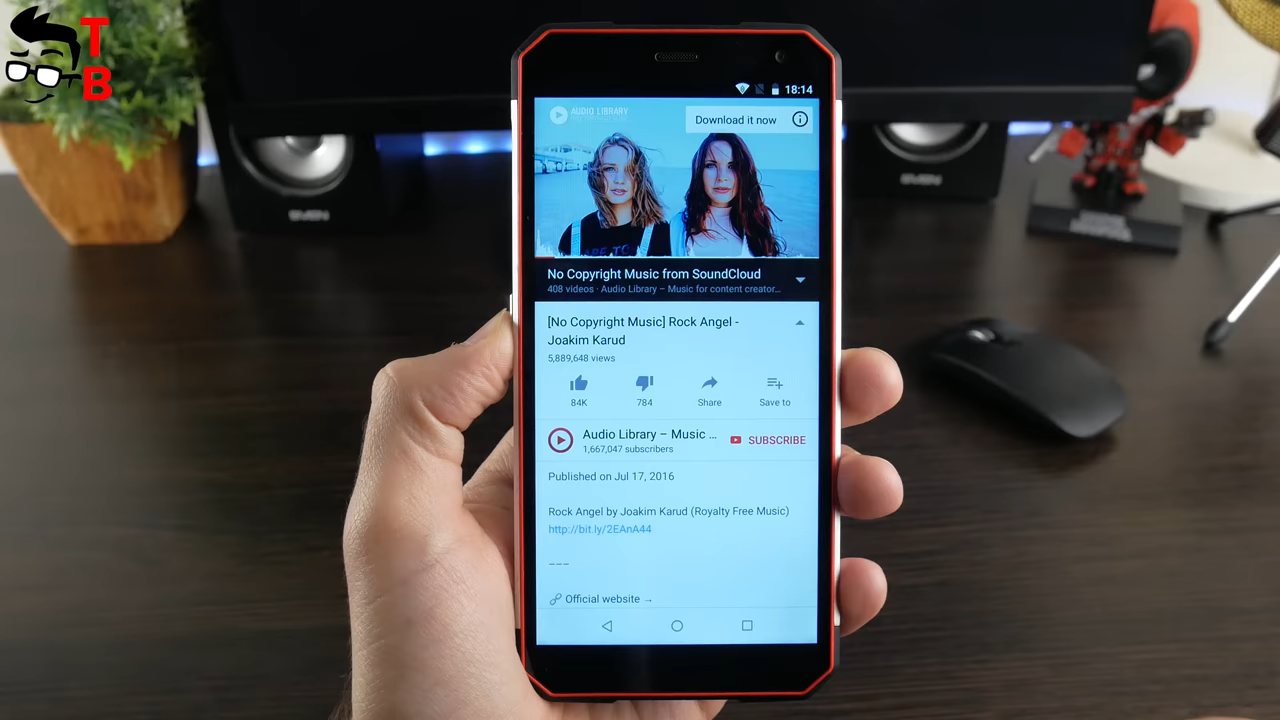 T
B
18:14
AUDIO LIBRARY
Download it now
No Copyright Music from SoundCloud
408 videos · Audio Library – Music for content creator...
[No Copyright Music] Rock Angel -
Joakim Karud
5,889,648 views
84K
784
Share
Save to
Audio Library – Music ...
SUBSCRIBE
1,667,047 subscribers
Published on Jul 17, 2016
Rock Angel by Joakim Karud (Royalty Free Music)
http://bit.ly/2EAnA44
---
Official website →
SVEN
SVEN